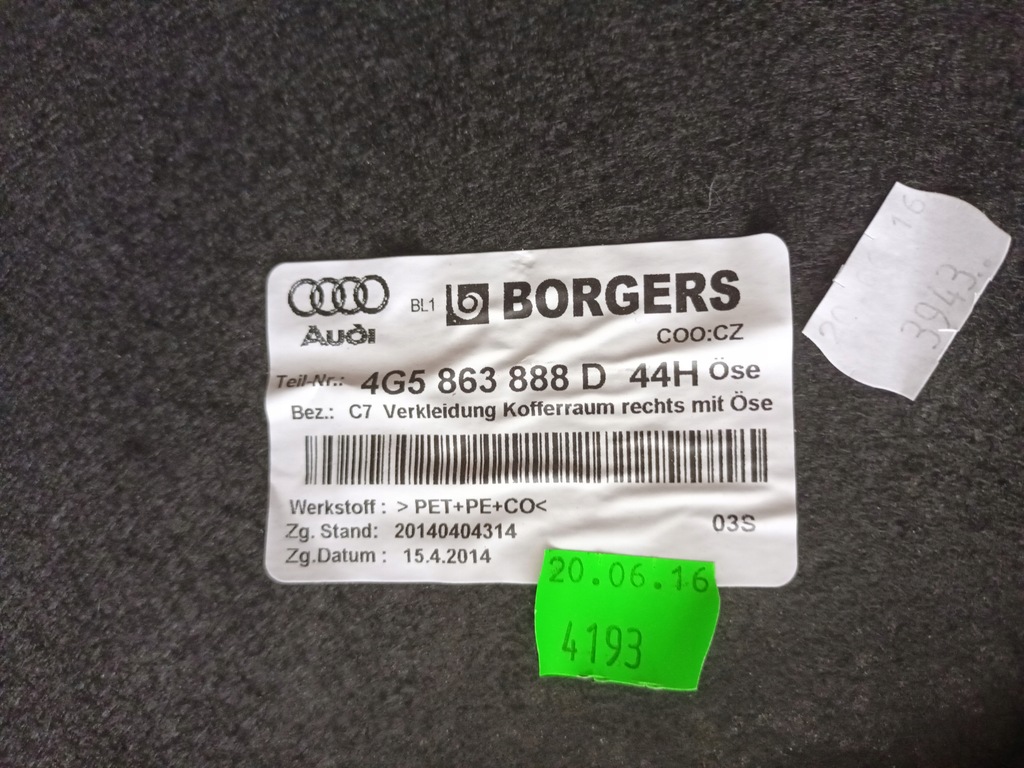 Audi
BL1 BORGERS
COO:CZ
Teil-Nr.: 4G5 863 888 D 44H Öse
Bez.: C7 Verkleidung Kofferraum rechts mit Öse
Werkstoff : > PET+PE+CO<
Zg. Stand: 20140404314
03S
Zg.Datum : 15.4.2014
20.06.16
4193
16
3943